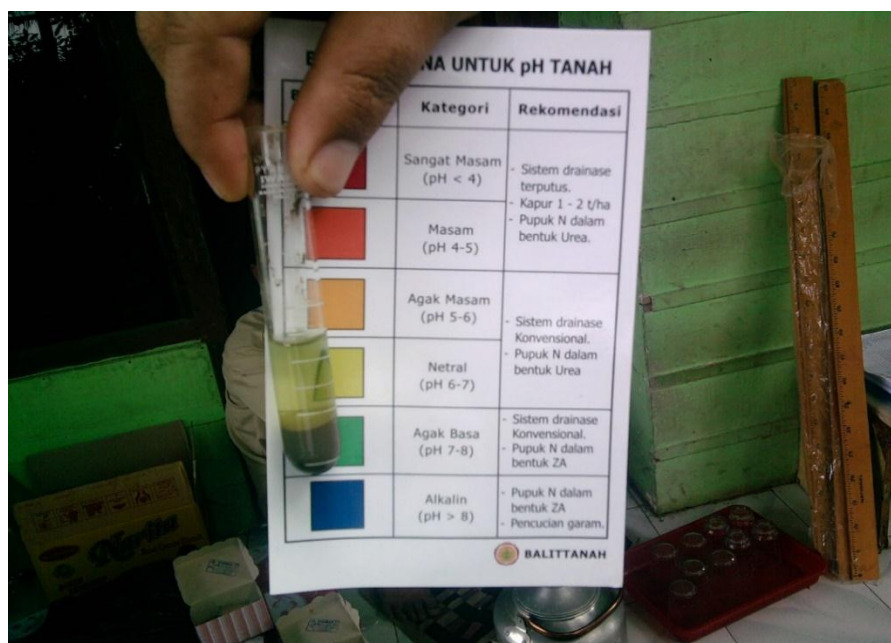 NA UNTUK pH TANAH
Kategori
Rekomendasi
Sangat Masam
(pH < 4)
- Sistem drainase
terputus.
- Kapur 1 - 2 t/ha
- Pupuk N dalam
bentuk Urea.
Masam
(pH 4-5)
Agak Masam
(pH 5-6)
- Sistem drainase
Konvensional.
- Pupuk N dalam
bentuk Urea
Netral
(pH 6-7)
Agak Basa
(pH 7-8)
- Sistem drainase
Konvensional.
- Pupuk N dalam
bentuk ZA
Alkalin
(pH > 8)
- Pupuk N dalam
bentuk ZA
- Pencucian garam.
BALITTANAH